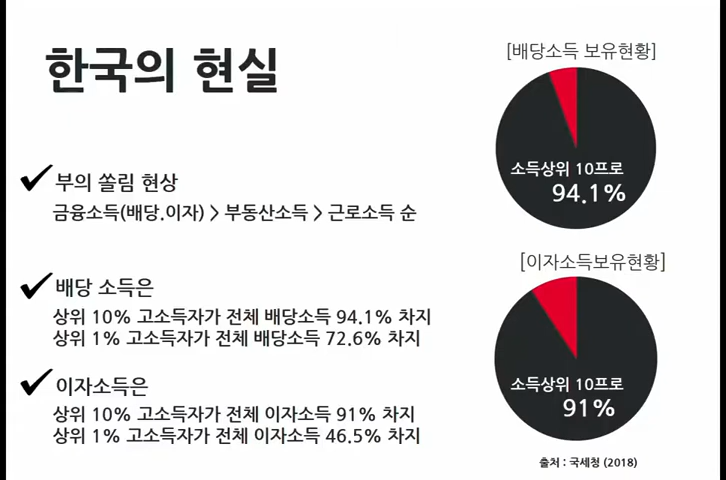 한국의 현실
부의 쏠림 현상
금융소득(배당.이자) > 부동산소득 > 근로소득 순
배당 소득은
상위 10% 고소득자가 전체 배당소득 94.1% 차지
상위 1% 고소득자가 전체 배당소득 72.6% 차지
이자소득은
상위 10% 고소득자가 전체 이자소득 91% 차지
상위 1% 고소득자가 전체 이자소득 46.5% 차지
[배당소득 보유현황]
소득상위 10프로
94.1%
[이자소득보유현황]
소득상위 10프로
91%
출처 : 국세청 (2018)